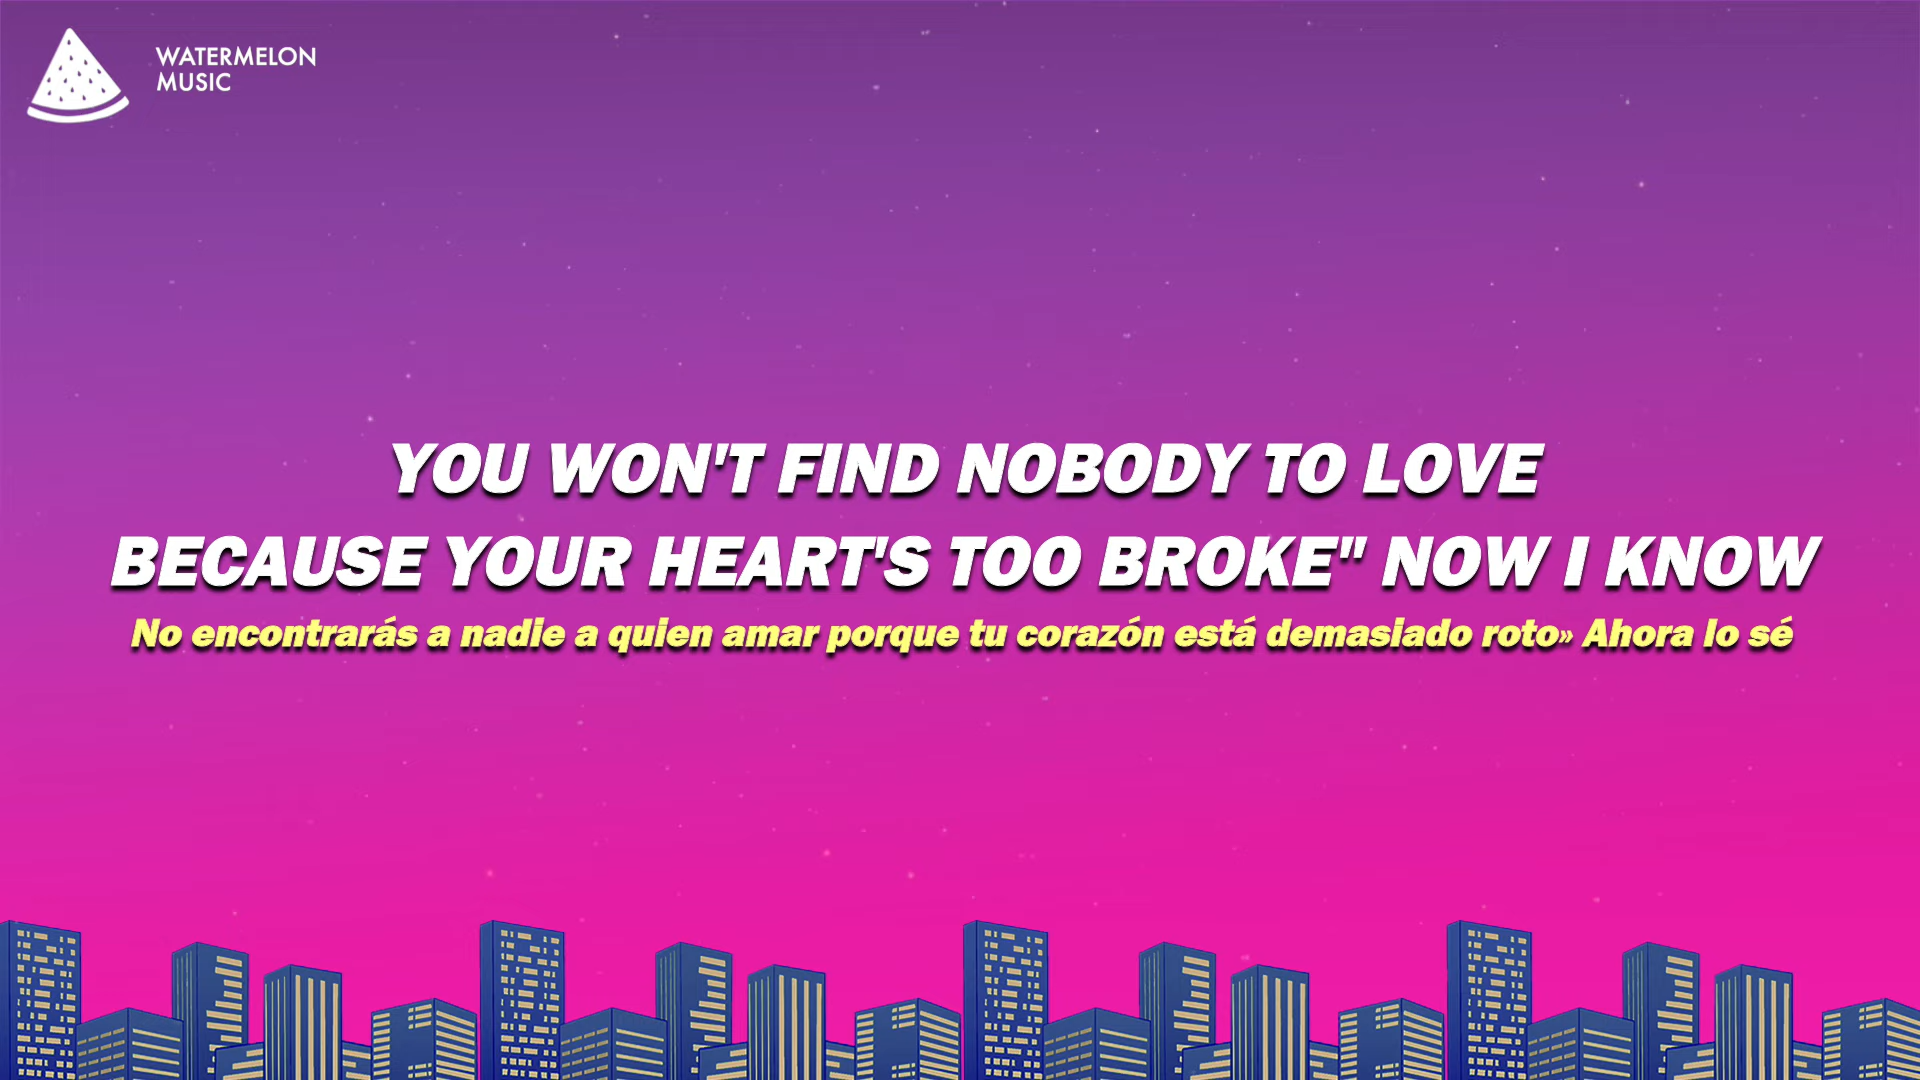 WATERMELON
MUSIC
YOU WON'T FIND NOBODY TO LOVE
BECAUSE YOUR HEART'S TOO BROKE" NOW I KNOW
No encontrarás a nadie a quien amar porque tu corazón está demasiado roto» Ahora lo sé